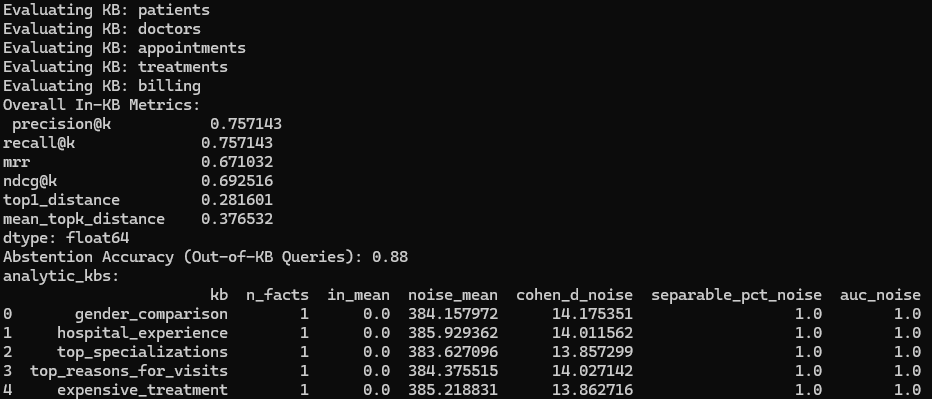 Evaluating KB: patients
Evaluating KB: doctors
Evaluating KB: appointments
Evaluating KB: treatments
Evaluating KB: billing
Overall In-KB Metrics:
precision@k 0.757143
recall@k 0.757143
mrr 0.671032
ndcg@k 0.692516
top1_distance 0.281601
mean_topk_distance 0.376532
dtype: float64
Abstention Accuracy (Out-of-KB Queries): 0.88
analytic_kbs:
kb n_facts in_mean noise_mean cohen_d_noise separable_pct_noise auc_noise
0 gender_comparison 1 0.0 384.157972 14.175351 1.0 1.0
1 hospital_experience 1 0.0 385.929362 14.011562 1.0 1.0
2 top_specializations 1 0.0 383.627096 13.857299 1.0 1.0
3 top_reasons_for_visits 1 0.0 384.375515 14.027142 1.0 1.0
4 expensive_treatment 1 0.0 385.218831 13.862716 1.0 1.0